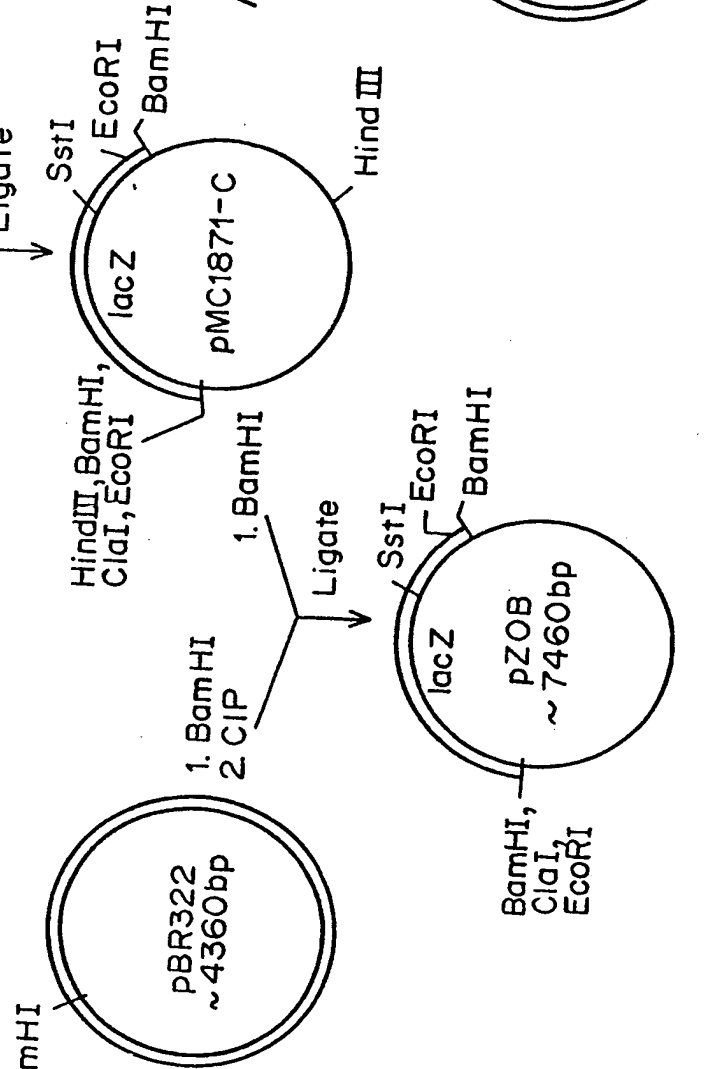 Ligate
SstI
EcoRI
BamHI
lacZ
pMC1871-C
HindIII
HindIII, BamHI,
ClaI, EcoRI
1. BamHI
1. BamHI
2. CIP
Ligate
mHI
pBR322
~4360bp
SstI
EcoRI
BamHI
lacZ
pZOB
~7460bp
BamHI,
ClaI,
EcoRI